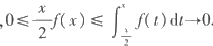 , 0 ≤ x/2 f(x) ≤ ∫_{x/2}^{x} f(t) dt→0.